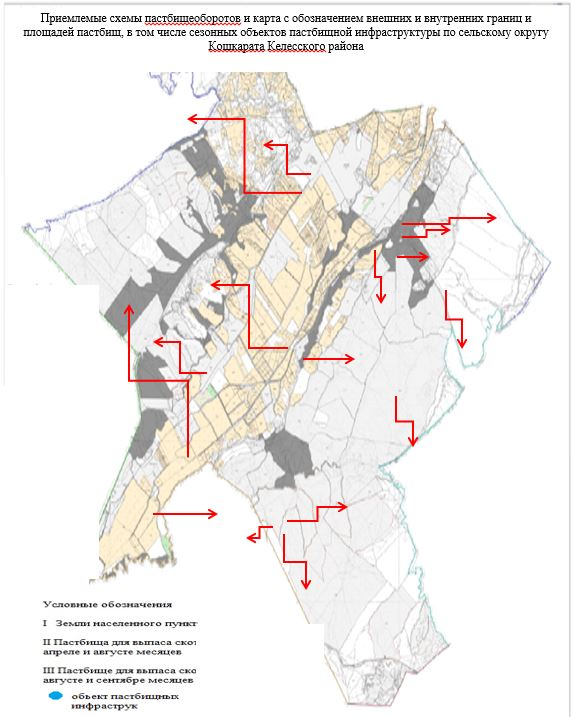 Приемлемые схемы пастбищеоборотов и карта с обозначением внешних и внутренних границ и
площадей пастбищ, в том числе сезонных объектов пастбищной инфраструктуры по сельскому округу
Кошкарата Келесского района
Условные обозначения
I Земли населенного пункт
II Пастбища для выпаса ско
апреле и августе месяцев
III Пастбище для выпаса ско
августе и сентябре месяцев
обьект пастбищных
инфраструк